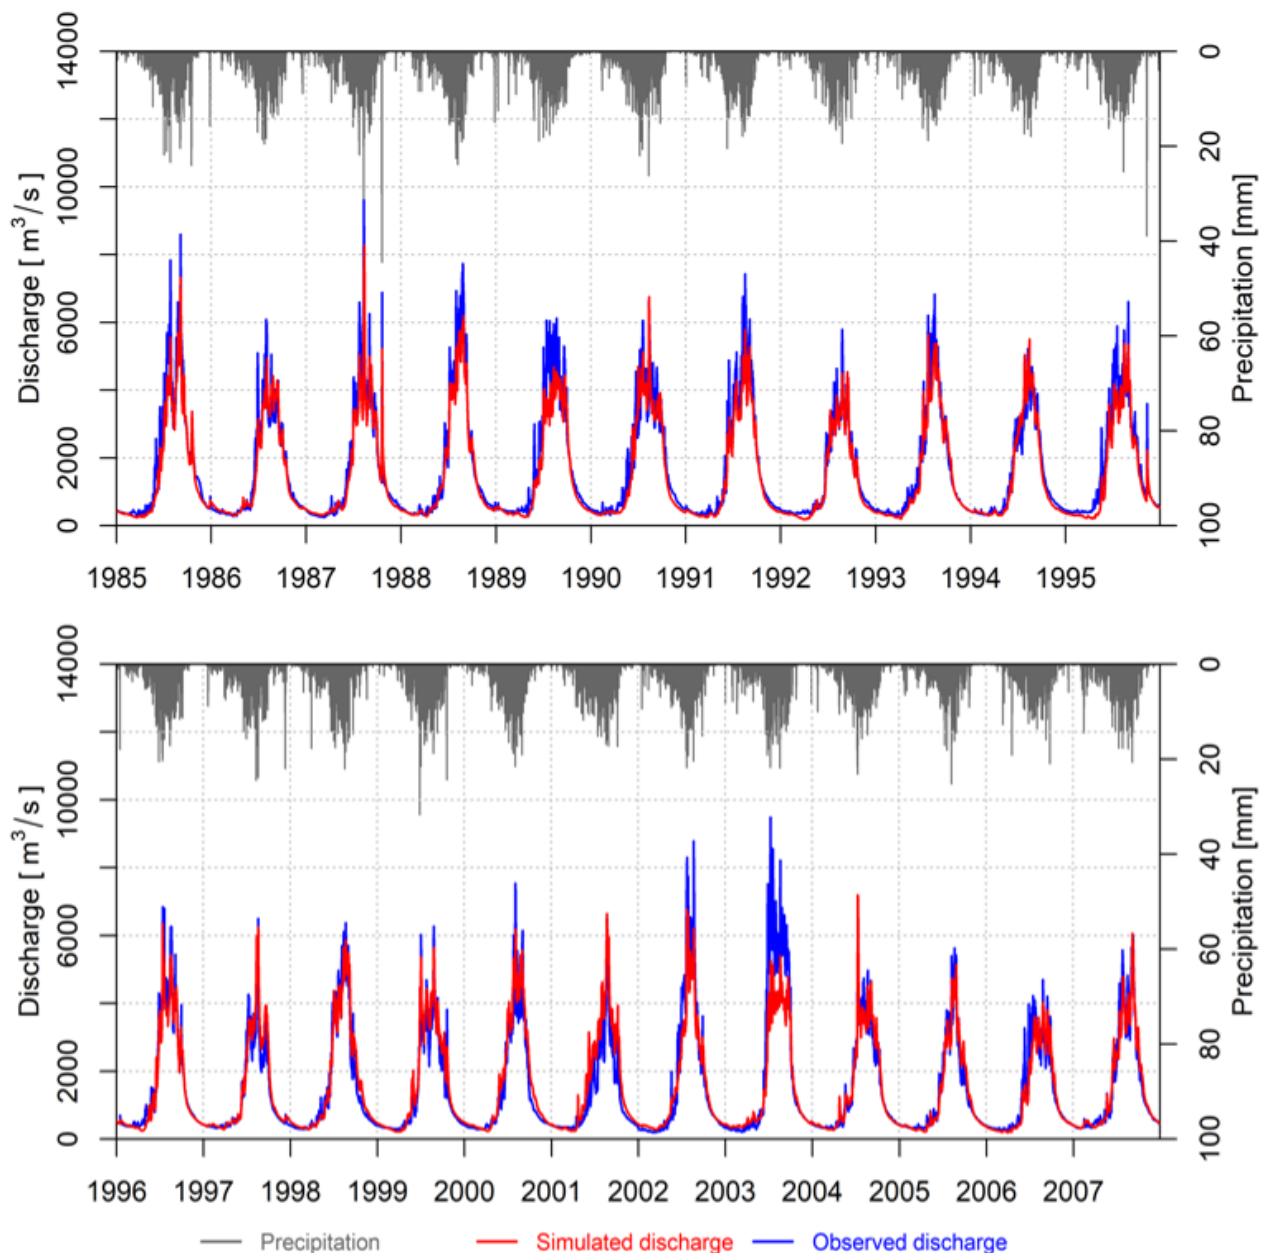 14000
12000
Discharge [ m³/s ]
0 2000 6000 10000 14000
Precipitation [mm]
0 20 40 60 80 100
1985 1986 1987 1988 1989 1990 1991 1992 1993 1994 1995
Discharge [ m³/s ]
0 2000 6000 10000 14000
Precipitation [mm]
0 20 40 60 80 100
1996 1997 1998 1999 2000 2001 2002 2003 2004 2005 2006 2007
Precipitation Simulated discharge Observed discharge